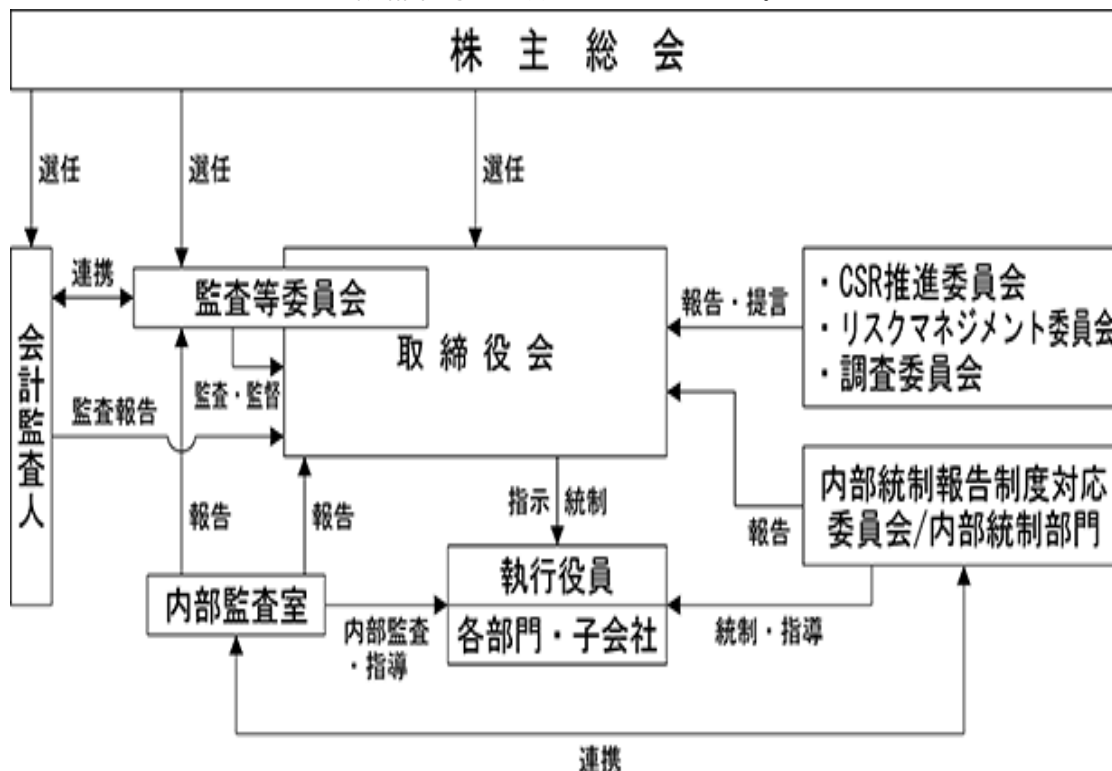 株主総会
選任
選任
選任
連携
監査等委員会
取締役会
監査・監督
会計監査人
監査報告
報告・提言
・CSR推進委員会
・リスクマネジメント委員会
・調査委員会
報告
報告
指示 統制
報告
内部統制報告制度対応
委員会/内部統制部門
内部監査室
内部監査
・指導
執行役員
各部門・子会社
統制・指導
連携